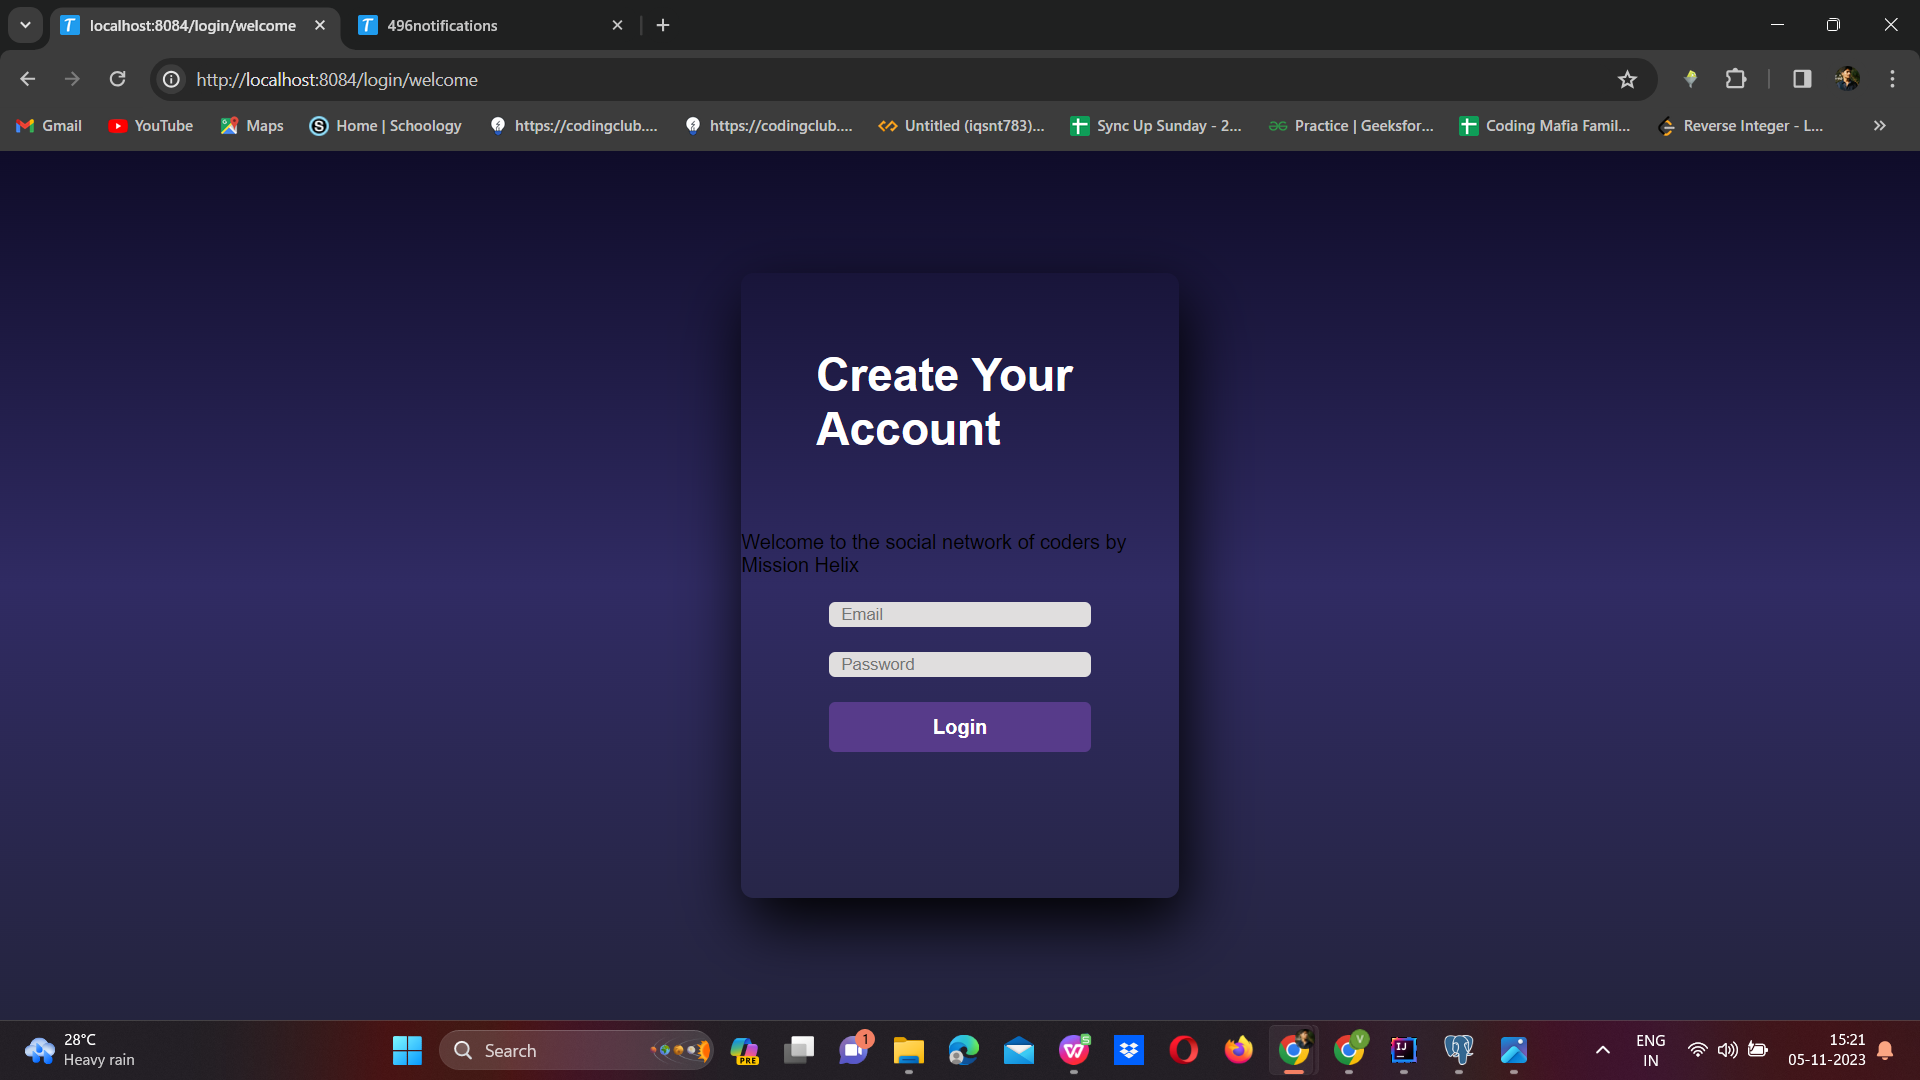 localhost:8084/login/welcome
496notifications
http://localhost:8084/login/welcome
Gmail
YouTube
Maps
Home | Schoology
https://codingclub....
https://codingclub....
Untitled (iqsnt783)...
Sync Up Sunday - 2...
Practice | Geeksfor...
Coding Mafia Famil...
Reverse Integer - L...
Create Your
Account
Welcome to the social network of coders by
Mission Helix
Email
Password
Login
28°C
Heavy rain
Search
PRE
1
S
V
IJ
ENG
IN
15:21
05-11-2023